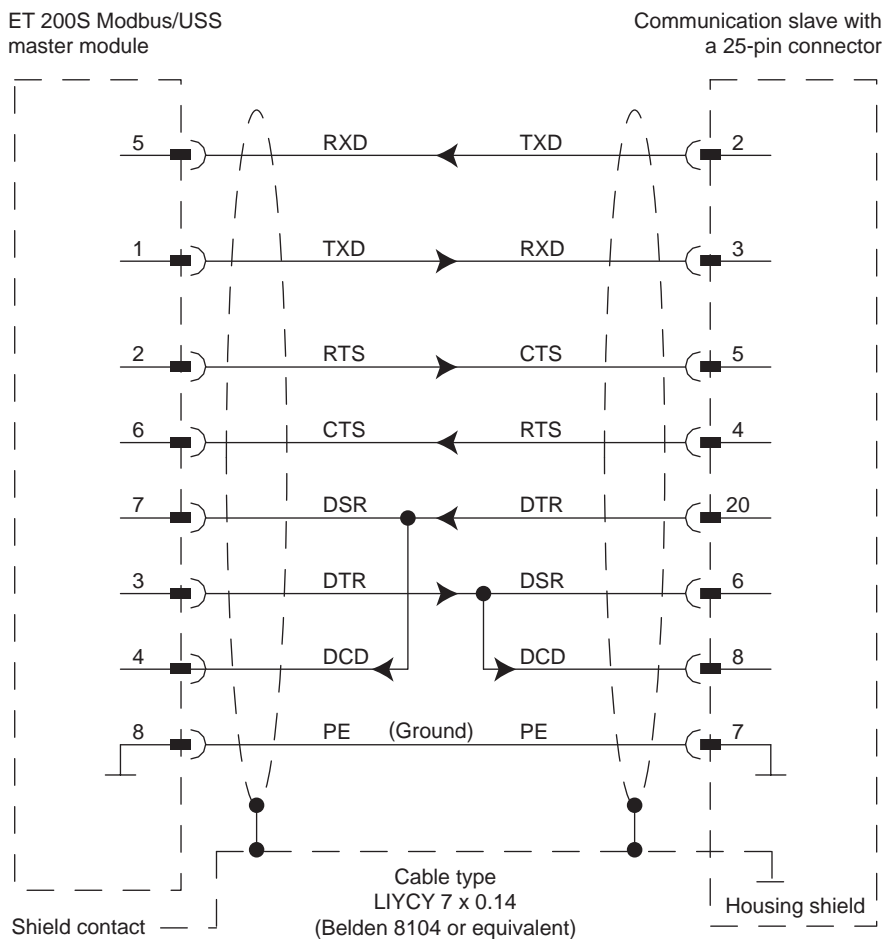 ET 200S Modbus/USS
master module
Communication slave with
a 25-pin connector
5 RXD TXD 2
1 TXD RXD 3
2 RTS CTS 5
6 CTS RTS 4
7 DSR DTR 20
3 DTR DSR 6
4 DCD DCD 8
8 PE (Ground) PE 7
Cable type
LIYCY 7 x 0.14
(Belden 8104 or equivalent)
Shield contact
Housing shield